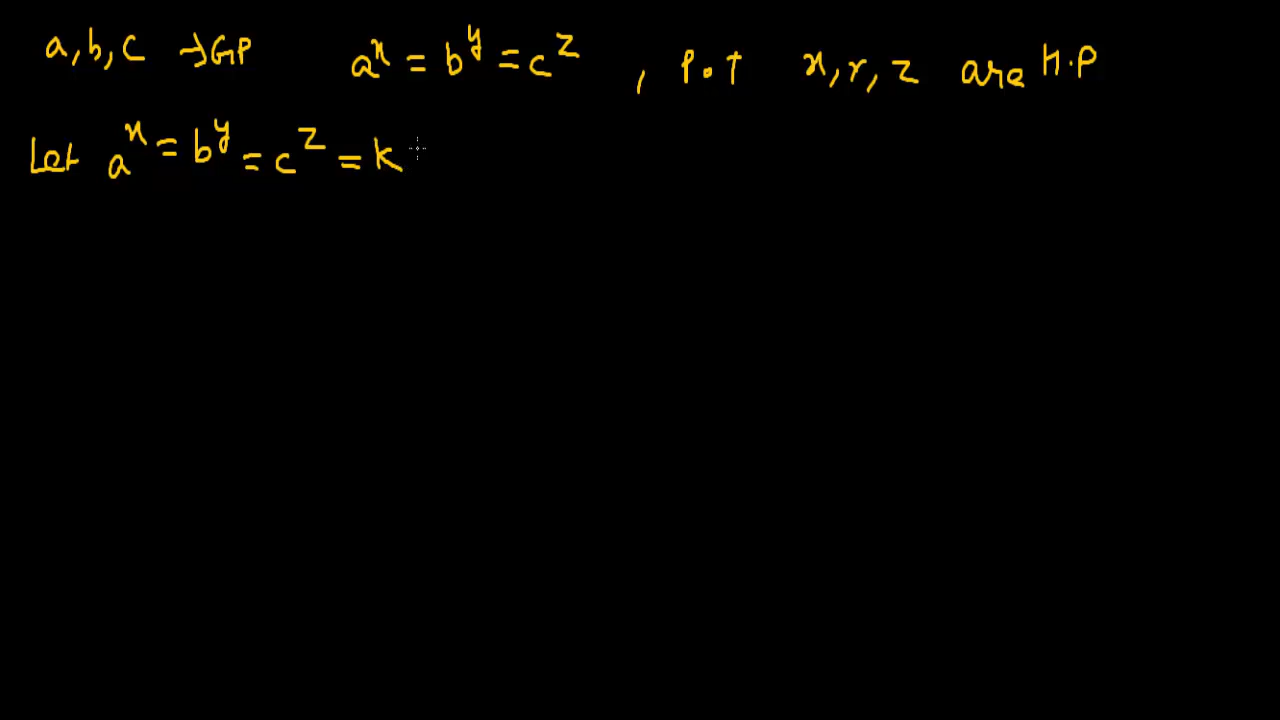 a, b, c → GP a^x = b^y = c^z , P.T x, r, z are H.P
Let a^x = b^y = c^z = k